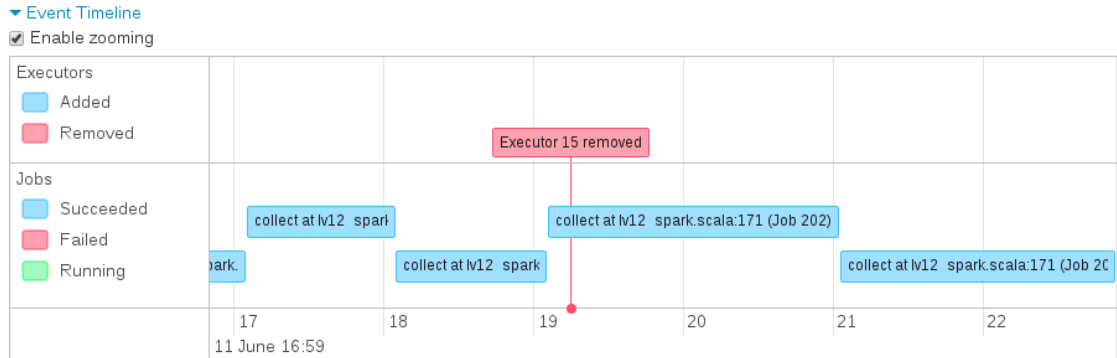 Event Timeline
Enable zooming
Executors
Added
Removed
Executor 15 removed
Jobs
Succeeded
Failed
Running
collect at lv12 spark
collect at lv12 spark.scala:171 (Job 202)
park.
collect at lv12 spark
collect at lv12 spark.scala:171 (Job 20
17 18 19 20 21 22
11 June 16:59